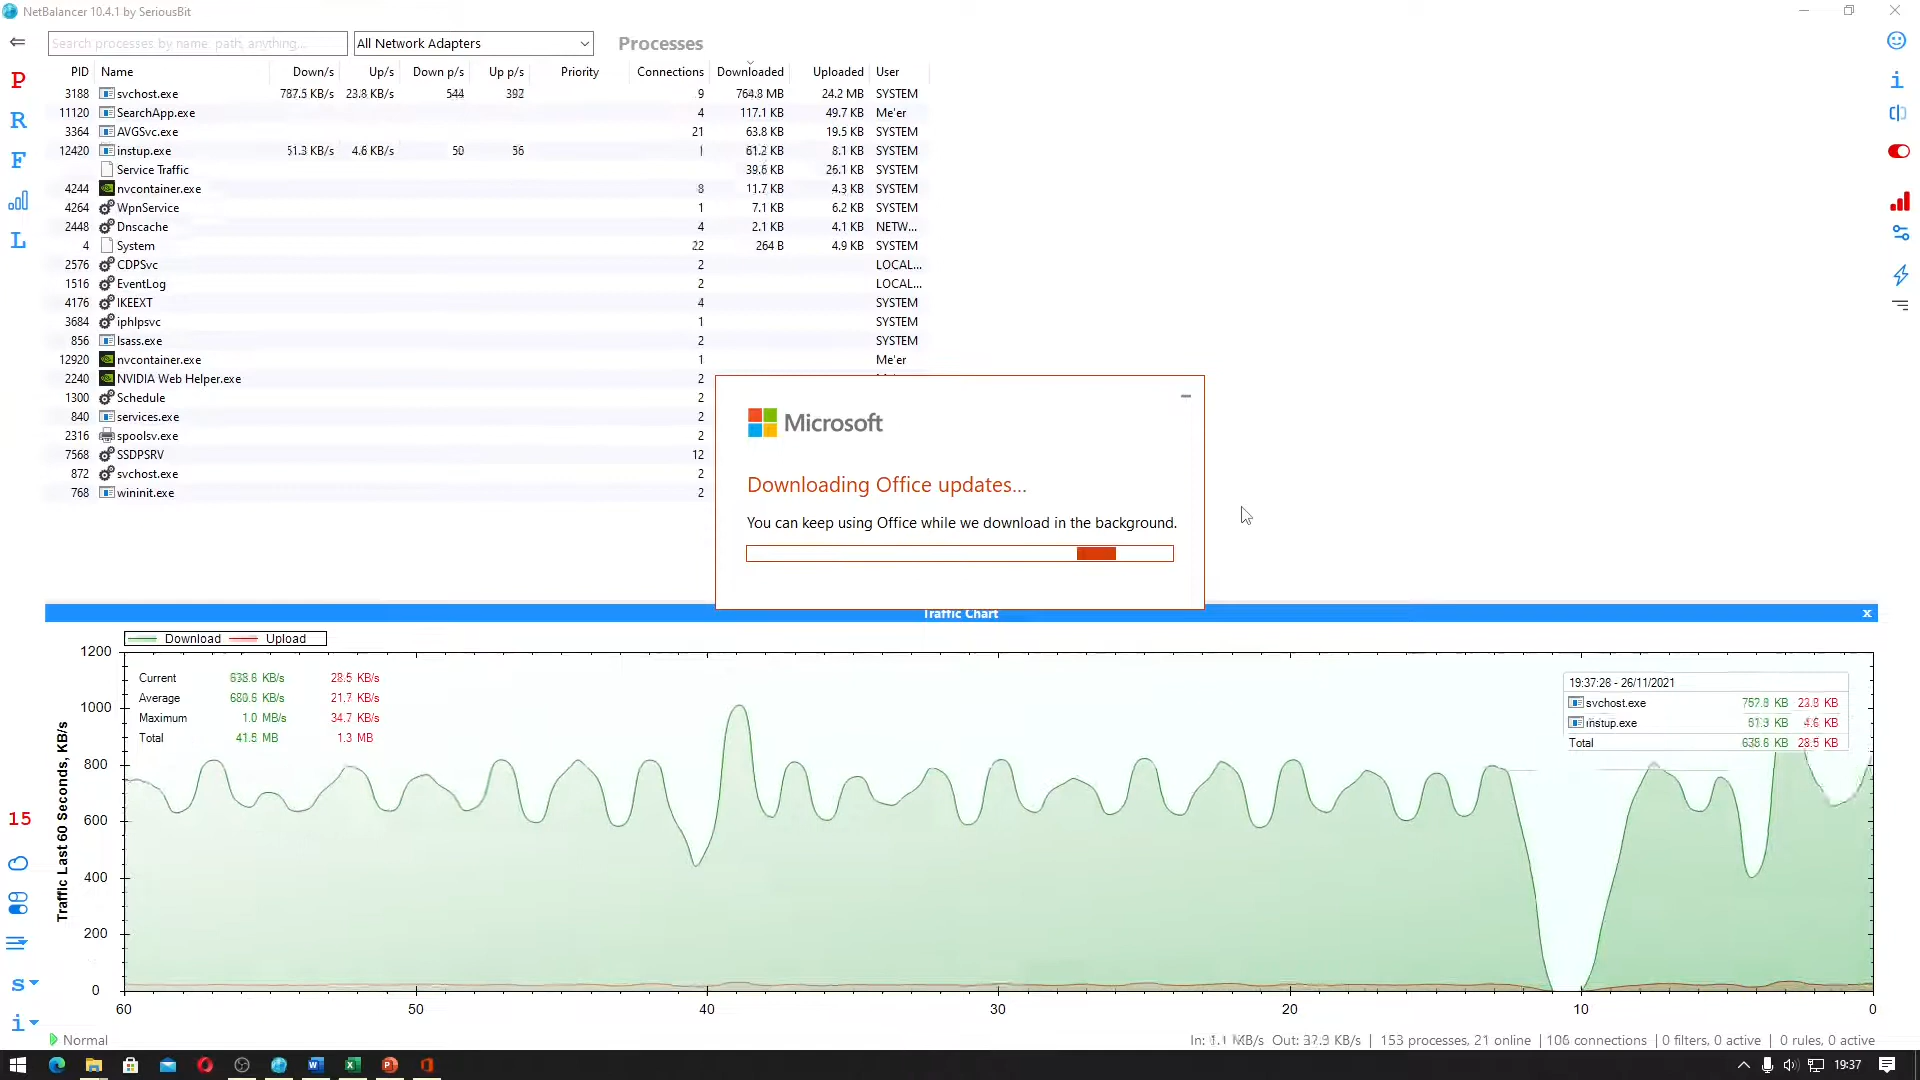 NetBalancer 10.4.1 by SeriousBit
Search processes by name, path, anything...
All Network Adapters
Processes
PID Name Down/s Up/s Down p/s Up p/s Priority Connections Downloaded Uploaded User
3188 svchost.exe 787.5 KB/s 23.8 KB/s 544 392 9 764.8 MB 24.2 MB SYSTEM
11120 SearchApp.exe 4 117.1 KB 49.7 KB Me'er
3364 AVGSvc.exe 21 63.8 KB 19.5 KB SYSTEM
12420 instup.exe 51.3 KB/s 4.6 KB/s 50 36 61.2 KB 8.1 KB SYSTEM
Service Traffic 39.6 KB 26.1 KB SYSTEM
4244 nvcontainer.exe 8 11.7 KB 4.3 KB SYSTEM
4264 WpnService 1 7.1 KB 6.2 KB SYSTEM
2448 Dnscache 4 2.1 KB 4.1 KB NETW...
4 System 22 264 B 4.9 KB SYSTEM
2576 CDPSvc 2 LOCAL...
1516 EventLog 2 LOCAL...
4176 IKEEXT 4 SYSTEM
3684 iphlpsvc 1 SYSTEM
856 lsass.exe 2 SYSTEM
12920 nvcontainer.exe 1 Me'er
2240 NVIDIA Web Helper.exe 2
1300 Schedule 2
840 services.exe 2
2316 spoolsv.exe 2
7568 SSDPSRV 12
872 svchost.exe 2
768 wininit.exe 2
P
R
F
L
Microsoft
Downloading Office updates...
You can keep using Office while we download in the background.
Traffic Chart
x
Download Upload
Traffic Last 60 Seconds, KB/s
1200
1000
800
600
400
200
0
Current 638.6 KB/s 28.5 KB/s
Average 680.6 KB/s 21.7 KB/s
Maximum 1.0 MB/s 34.7 KB/s
Total 41.5 MB 1.3 MB
19:37:28 - 26/11/2021
svchost.exe 23.8 KB
instup.exe 4.6 KB
Total 638.6 KB 28.5 KB
60 50 40 30 20 10 0
15
s
i
Normal
In: KB/s Out: 37.3 KB/s | 153 processes, 21 online | 106 connections | 0 filters, 0 active | 0 rules, 0 active
19:37